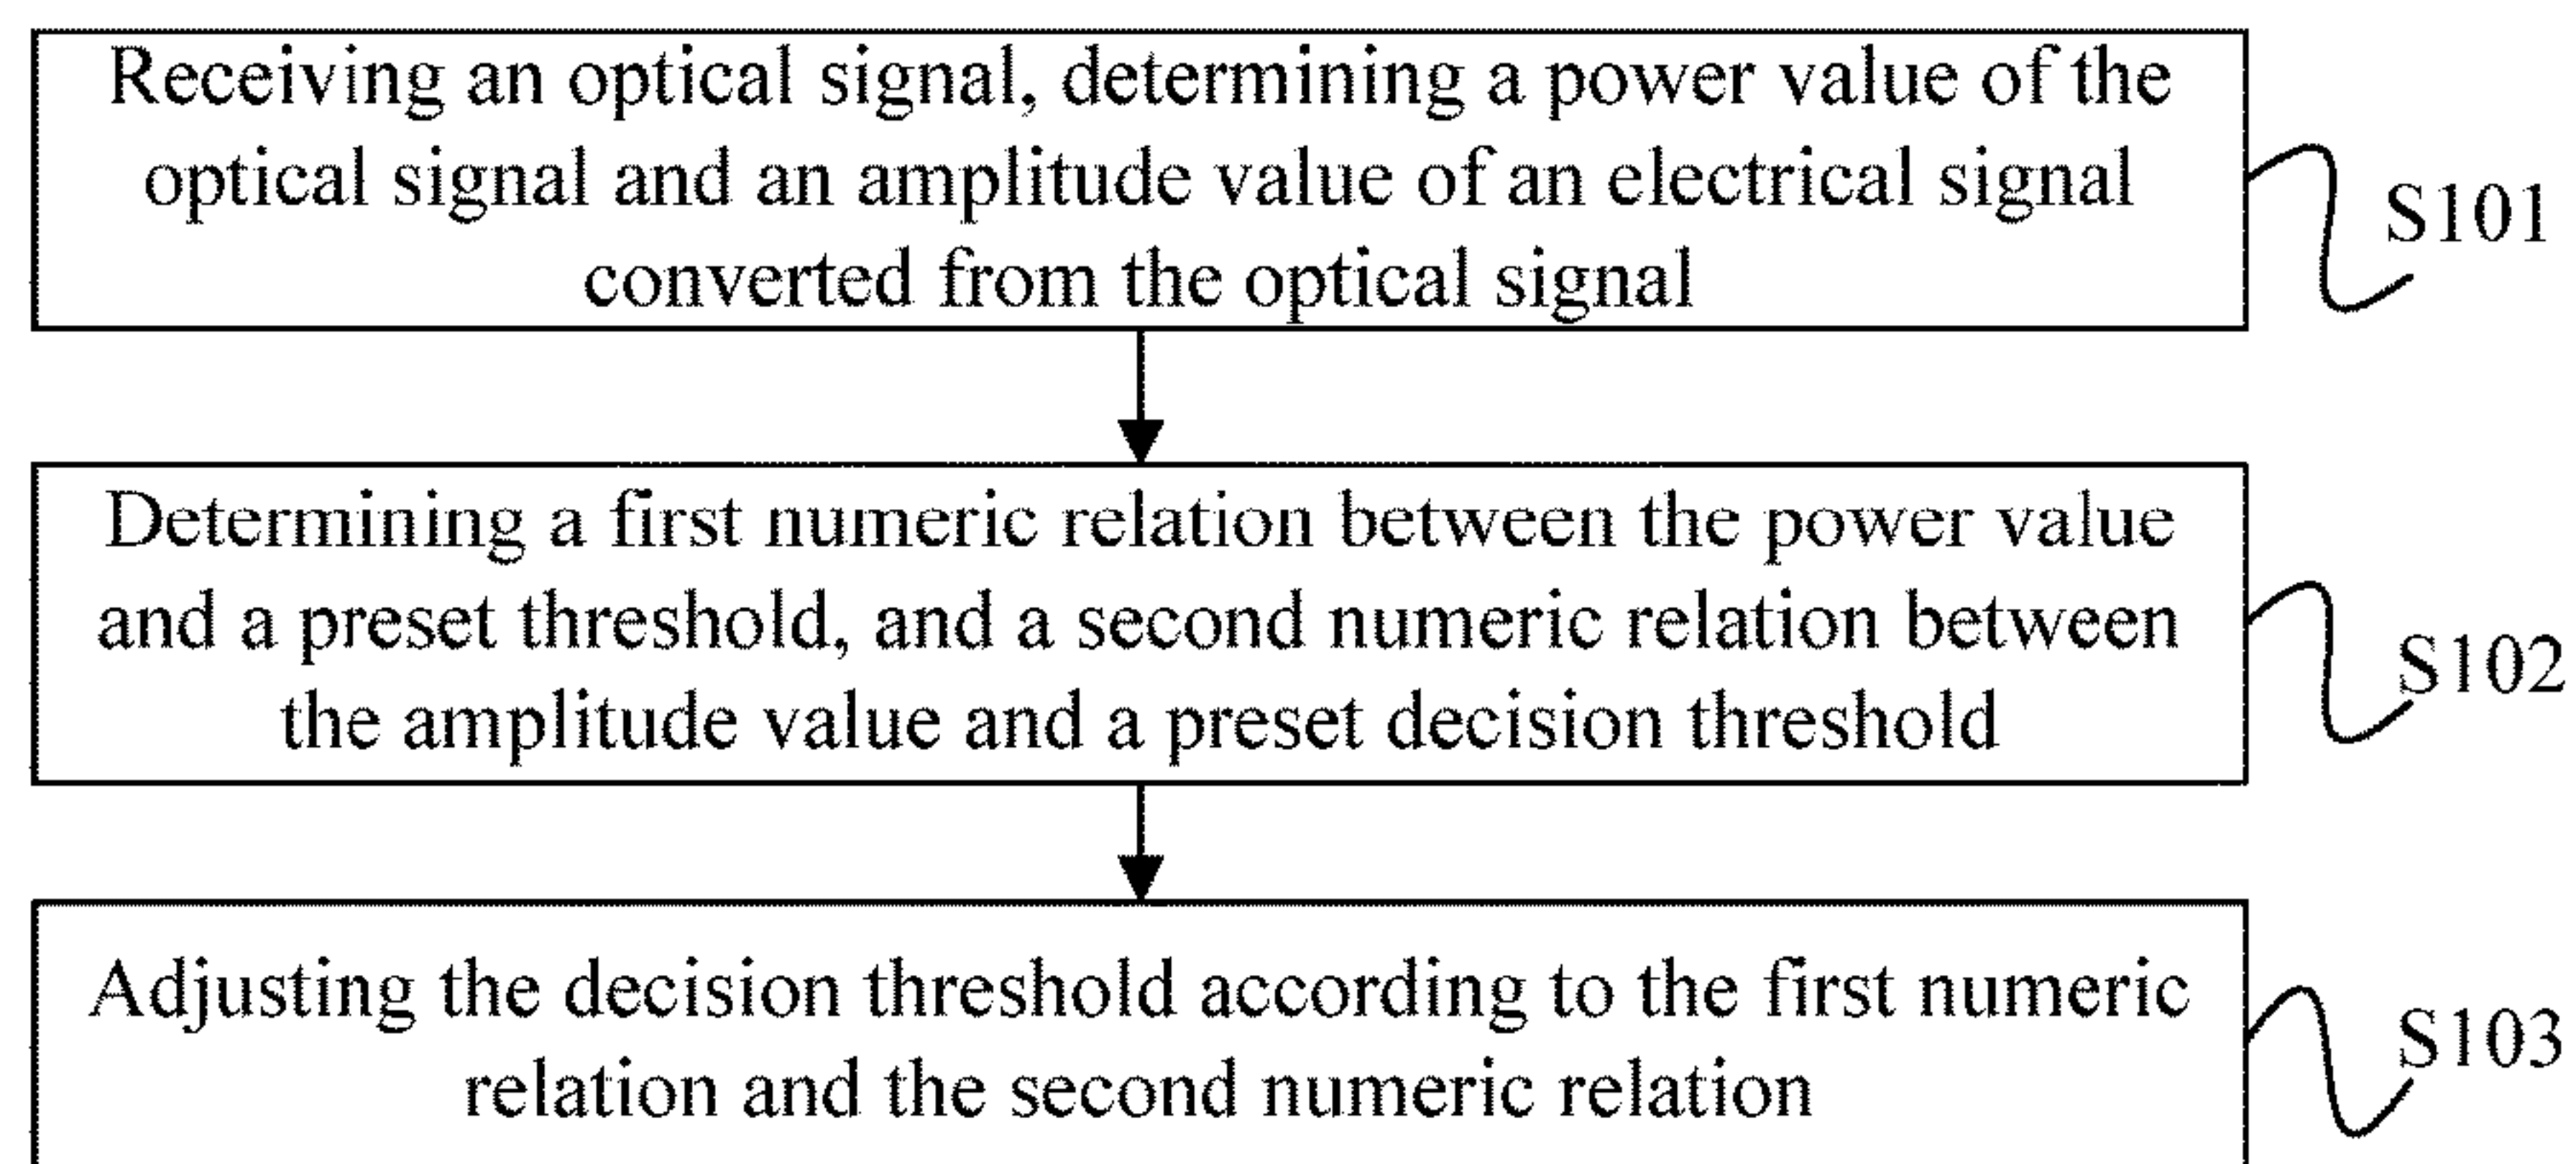 Receiving an optical signal, determining a power value of the
optical signal and an amplitude value of an electrical signal
converted from the optical signal
S101
Determining a first numeric relation between the power value
and a preset threshold, and a second numeric relation between
the amplitude value and a preset decision threshold
S102
Adjusting the decision threshold according to the first numeric
relation and the second numeric relation
S103